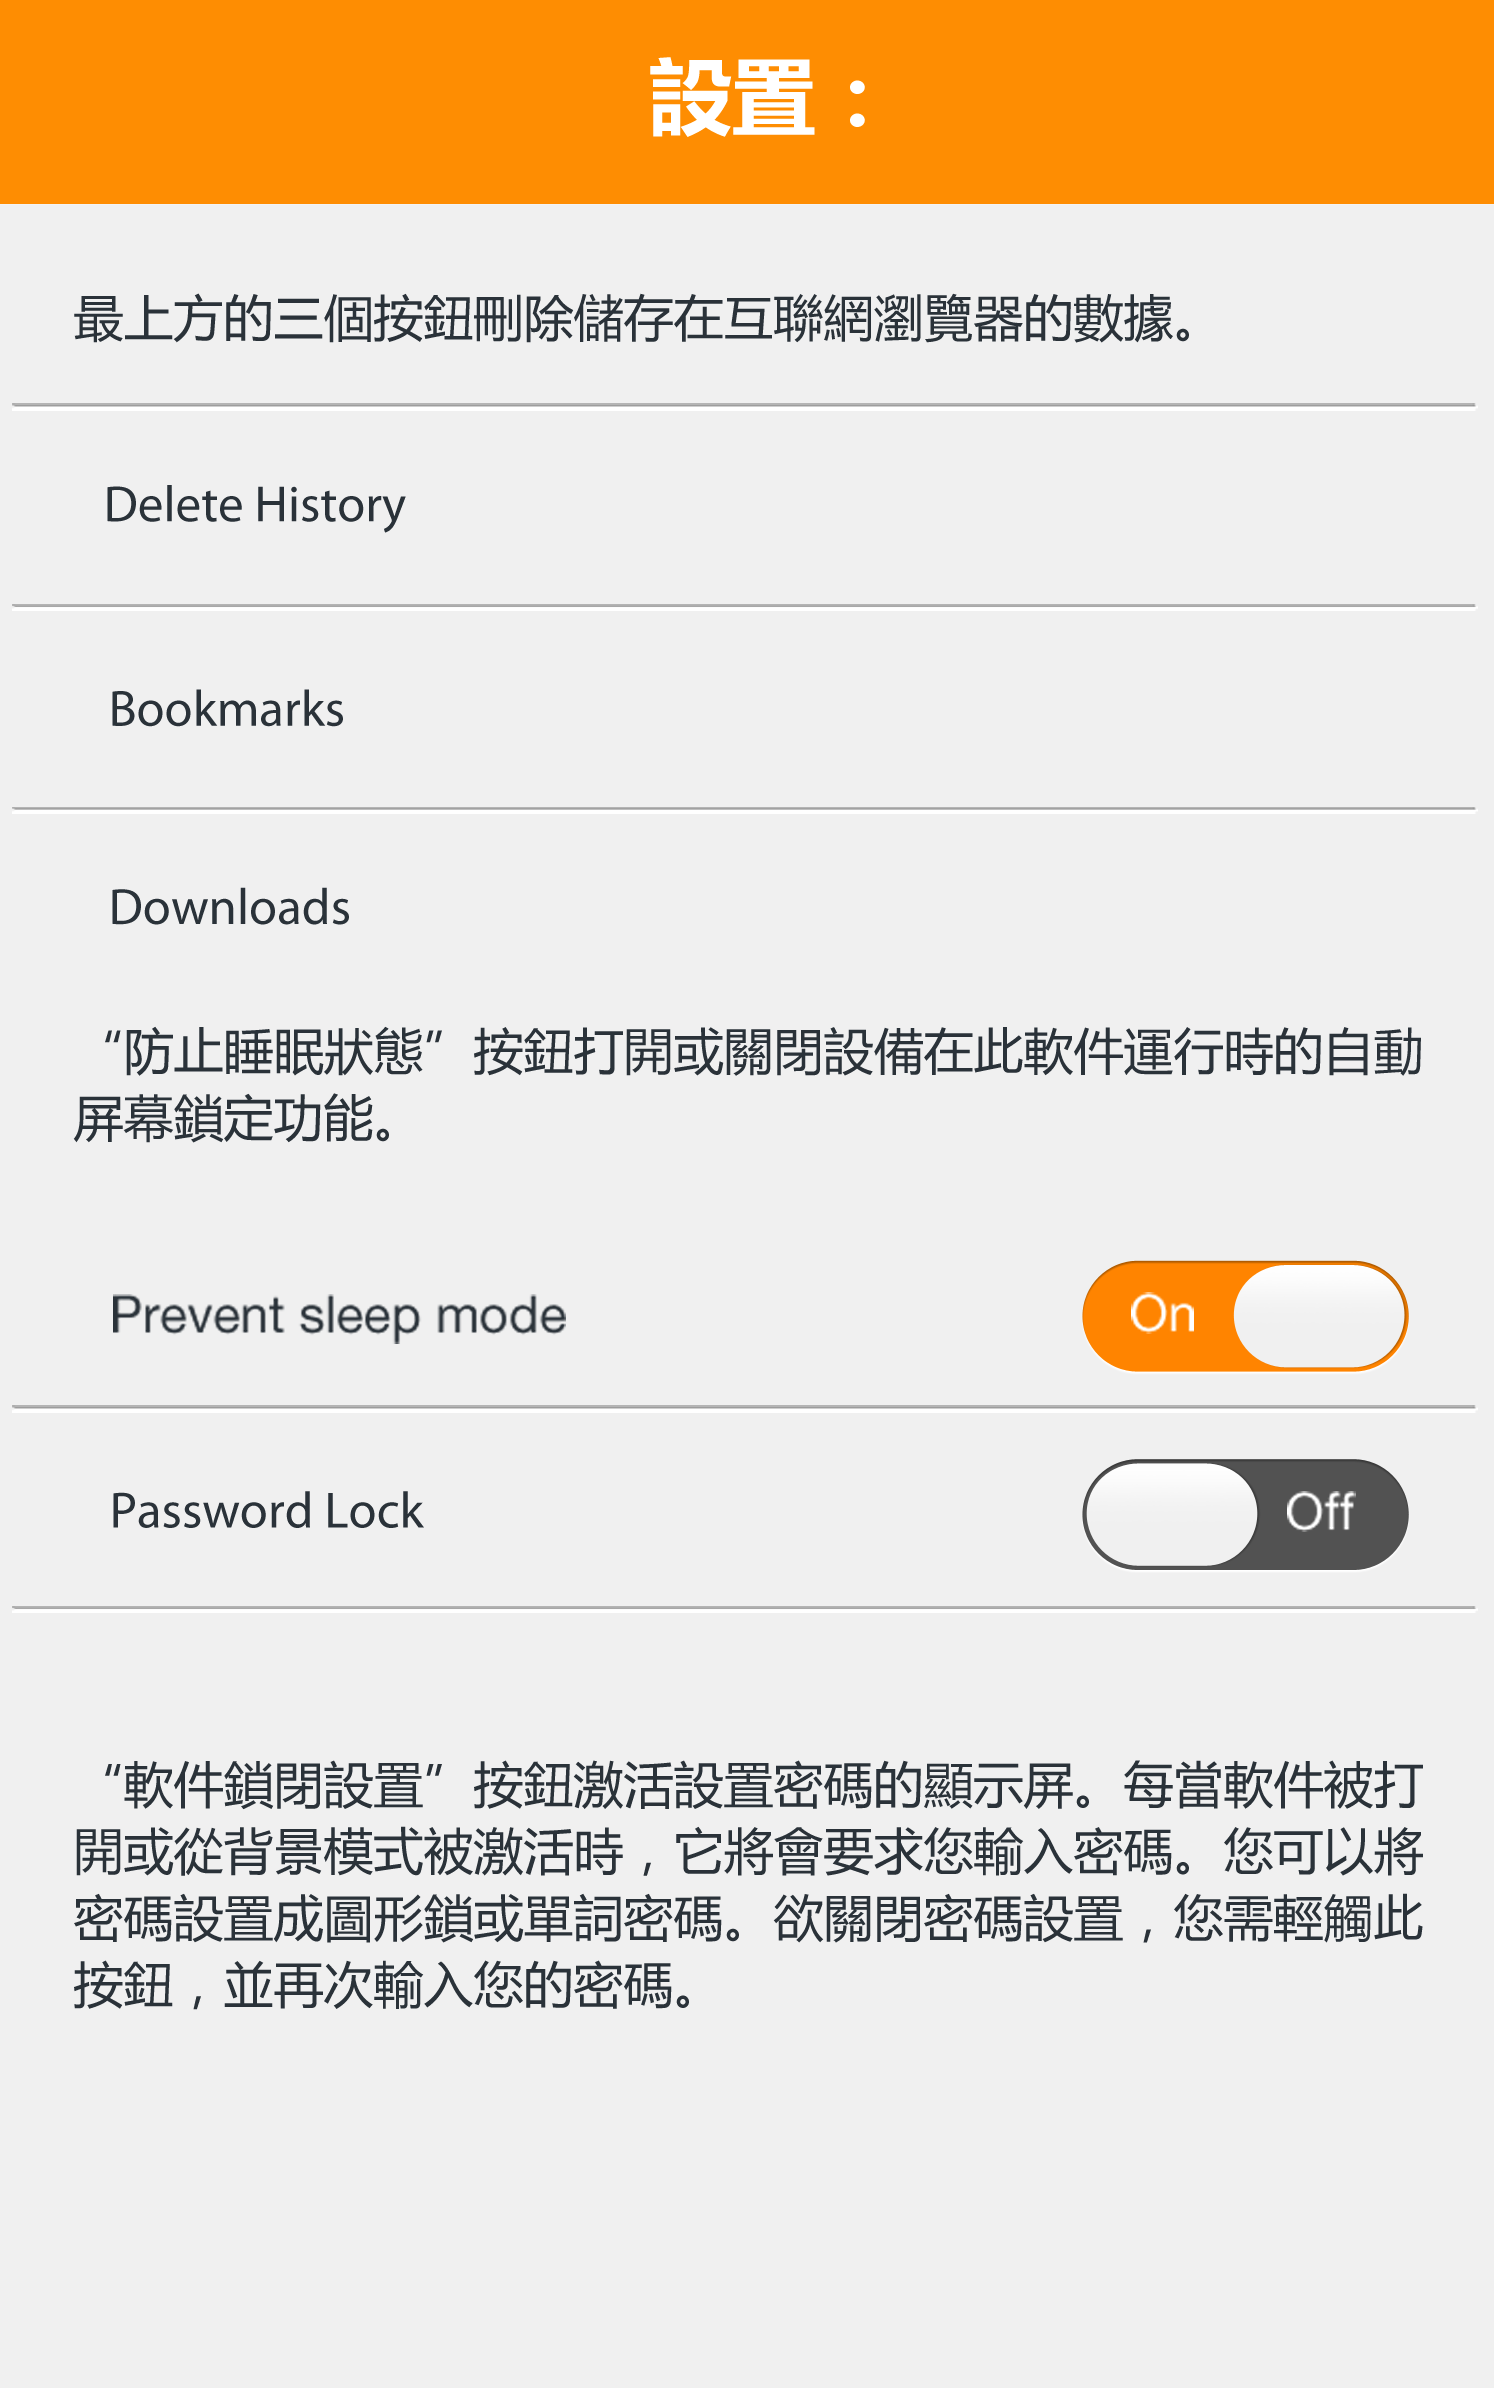 設置：
最上方的三個按鈕刪除儲存在互聯網瀏覽器的數據。
Delete History
Bookmarks
Downloads
“防止睡眠狀態”按鈕打開或關閉設備在此軟件運行時的自動
屏幕鎖定功能。
Prevent sleep mode On
Password Lock Off
“軟件鎖閉設置”按鈕激活設置密碼的顯示屏。每當軟件被打
開或從背景模式被激活時，它將會要求您輸入密碼。您可以將
密碼設置成圖形鎖或單詞密碼。欲關閉密碼設置，您需輕觸此
按鈕，並再次輸入您的密碼。